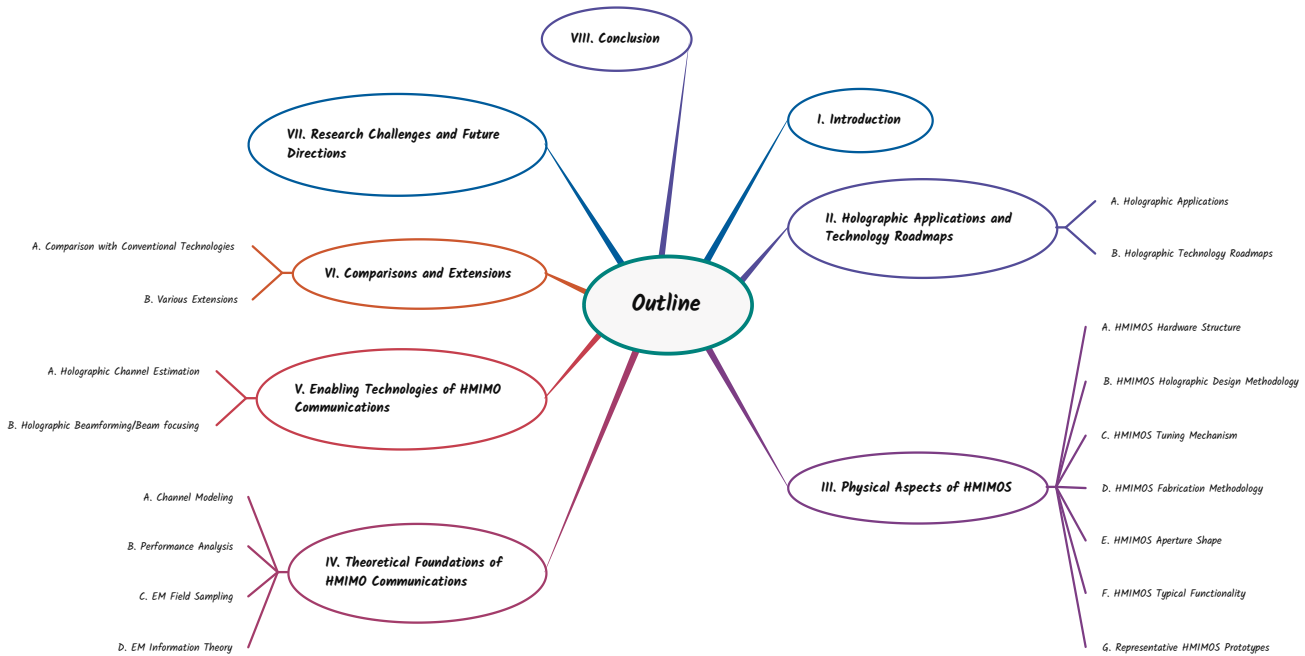 Outline
I. Introduction
II. Holographic Applications and
Technology Roadmaps
A. Holographic Applications
B. Holographic Technology Roadmaps
III. Physical Aspects of HMIMOS
A. HMIMOS Hardware Structure
B. HMIMOS Holographic Design Methodology
C. HMIMOS Tuning Mechanism
D. HMIMOS Fabrication Methodology
E. HMIMOS Aperture Shape
F. HMIMOS Typical Functionality
G. Representative HMIMOS Prototypes
IV. Theoretical Foundations of
HMIMO Communications
A. Channel Modeling
B. Performance Analysis
C. EM Field Sampling
D. EM Information Theory
V. Enabling Technologies of HMIMO
Communications
A. Holographic Channel Estimation
B. Holographic Beamforming/Beam focusing
VI. Comparisons and Extensions
A. Comparison with Conventional Technologies
B. Various Extensions
VII. Research Challenges and Future
Directions
VIII. Conclusion